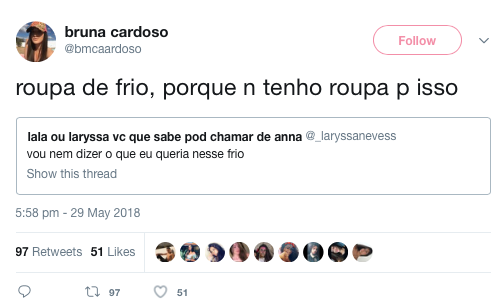 bruna cardoso
@bmcaardoso
Follow
roupa de frio, porque n tenho roupa p isso
lala ou laryssa vc que sabe pod chamar de anna @_laryssanevess
vou nem dizer o que eu queria nesse frio
Show this thread
5:58 pm - 29 May 2018
97 Retweets 51 Likes
97 51